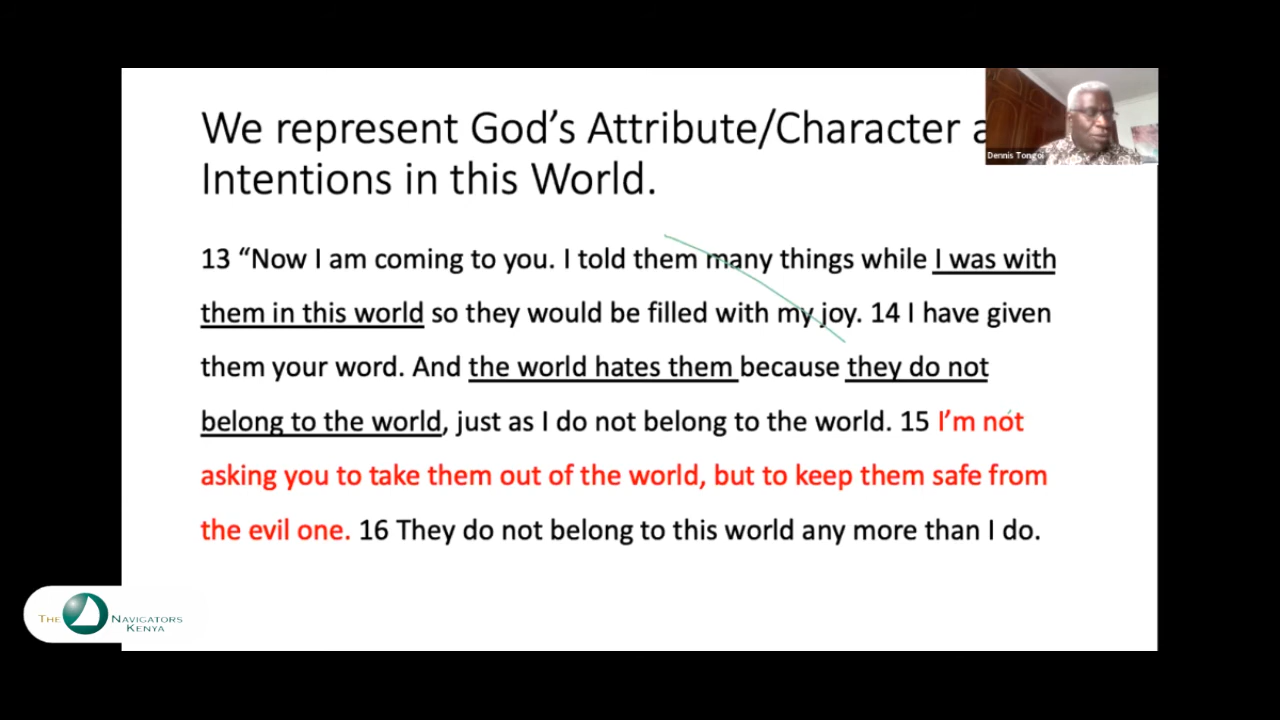 We represent God's Attribute/Character a
Intentions in this World.
Dennis Tongoi
13 “Now I am coming to you. I told them many things while I was with
them in this world so they would be filled with my joy. 14 I have given
them your word. And the world hates them because they do not
belong to the world, just as I do not belong to the world. 15 I’m not
asking you to take them out of the world, but to keep them safe from
the evil one. 16 They do not belong to this world any more than I do.
THE NAVIGATORS
KENYA